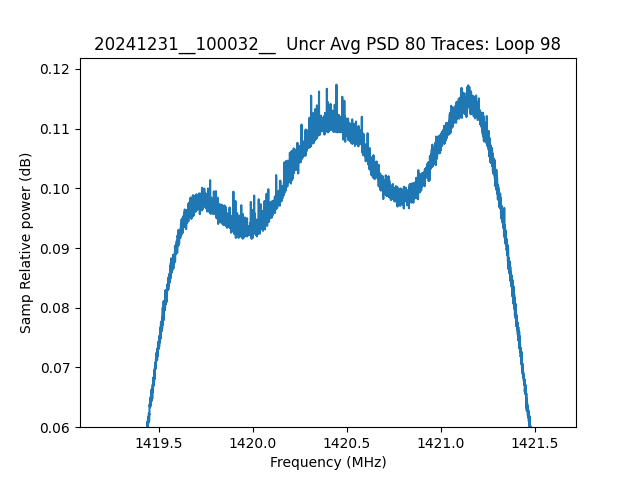 20241231__100032__  Uncr Avg PSD 80 Traces: Loop 98
0.12
0.11
0.10
0.09
0.08
0.07
0.06
Samp Relative power (dB)
1419.5 1420.0 1420.5 1421.0 1421.5
Frequency (MHz)